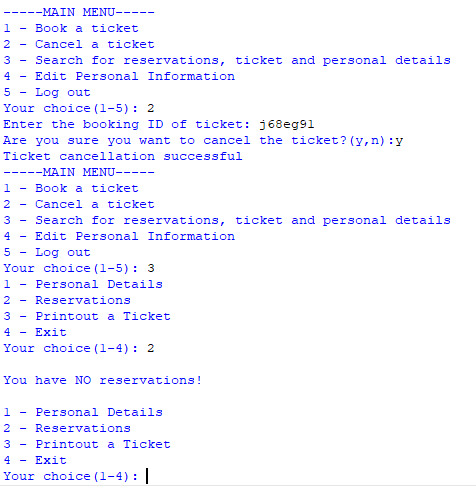 -----MAIN MENU-----
1 - Book a ticket
2 - Cancel a ticket
3 - Search for reservations, ticket and personal details
4 - Edit Personal Information
5 - Log out
Your choice(1-5): 2
Enter the booking ID of ticket: j68eg91
Are you sure you want to cancel the ticket?(y,n):y
Ticket cancellation successful
-----MAIN MENU-----
1 - Book a ticket
2 - Cancel a ticket
3 - Search for reservations, ticket and personal details
4 - Edit Personal Information
5 - Log out
Your choice(1-5): 3
1 - Personal Details
2 - Reservations
3 - Printout a Ticket
4 - Exit
Your choice(1-4): 2
You have NO reservations!
1 - Personal Details
2 - Reservations
3 - Printout a Ticket
4 - Exit
Your choice(1-4):